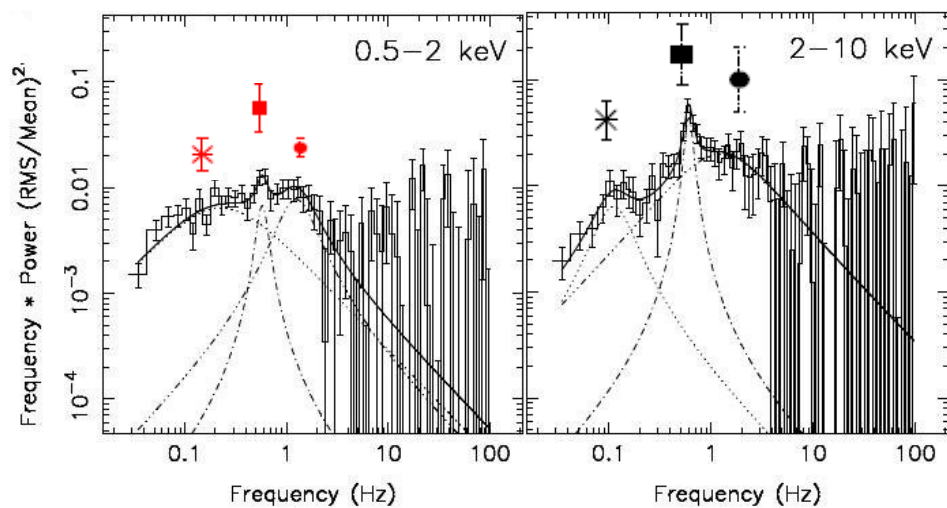 0.5−2 keV
2−10 keV
Frequency * Power (RMS/Mean)²·
0.1
0.01
10⁻³
10⁻⁴
0.1 1 10 100
0.1 1 10 100
Frequency (Hz)
Frequency (Hz)